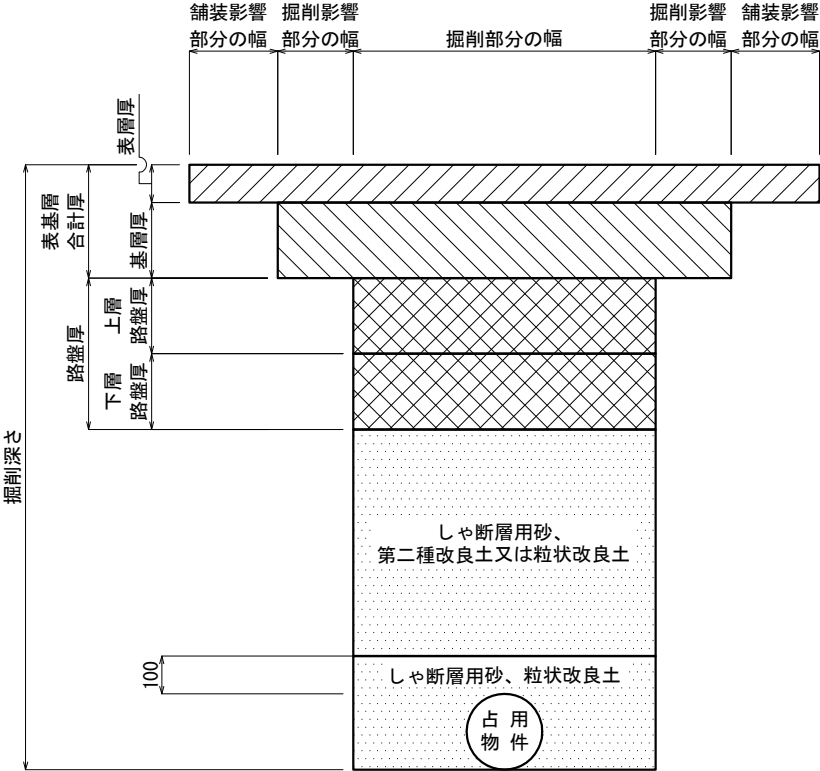 舗装影響
部分の幅
掘削影響
部分の幅
掘削部分の幅
掘削影響
部分の幅
舗装影響
部分の幅
表層厚
表基層
合計厚
基層厚
路盤厚
上層
路盤厚
下層
路盤厚
掘削深さ
しゃ断層用砂、
第二種改良土又は粒状改良土
100
しゃ断層用砂、粒状改良土
占用
物件